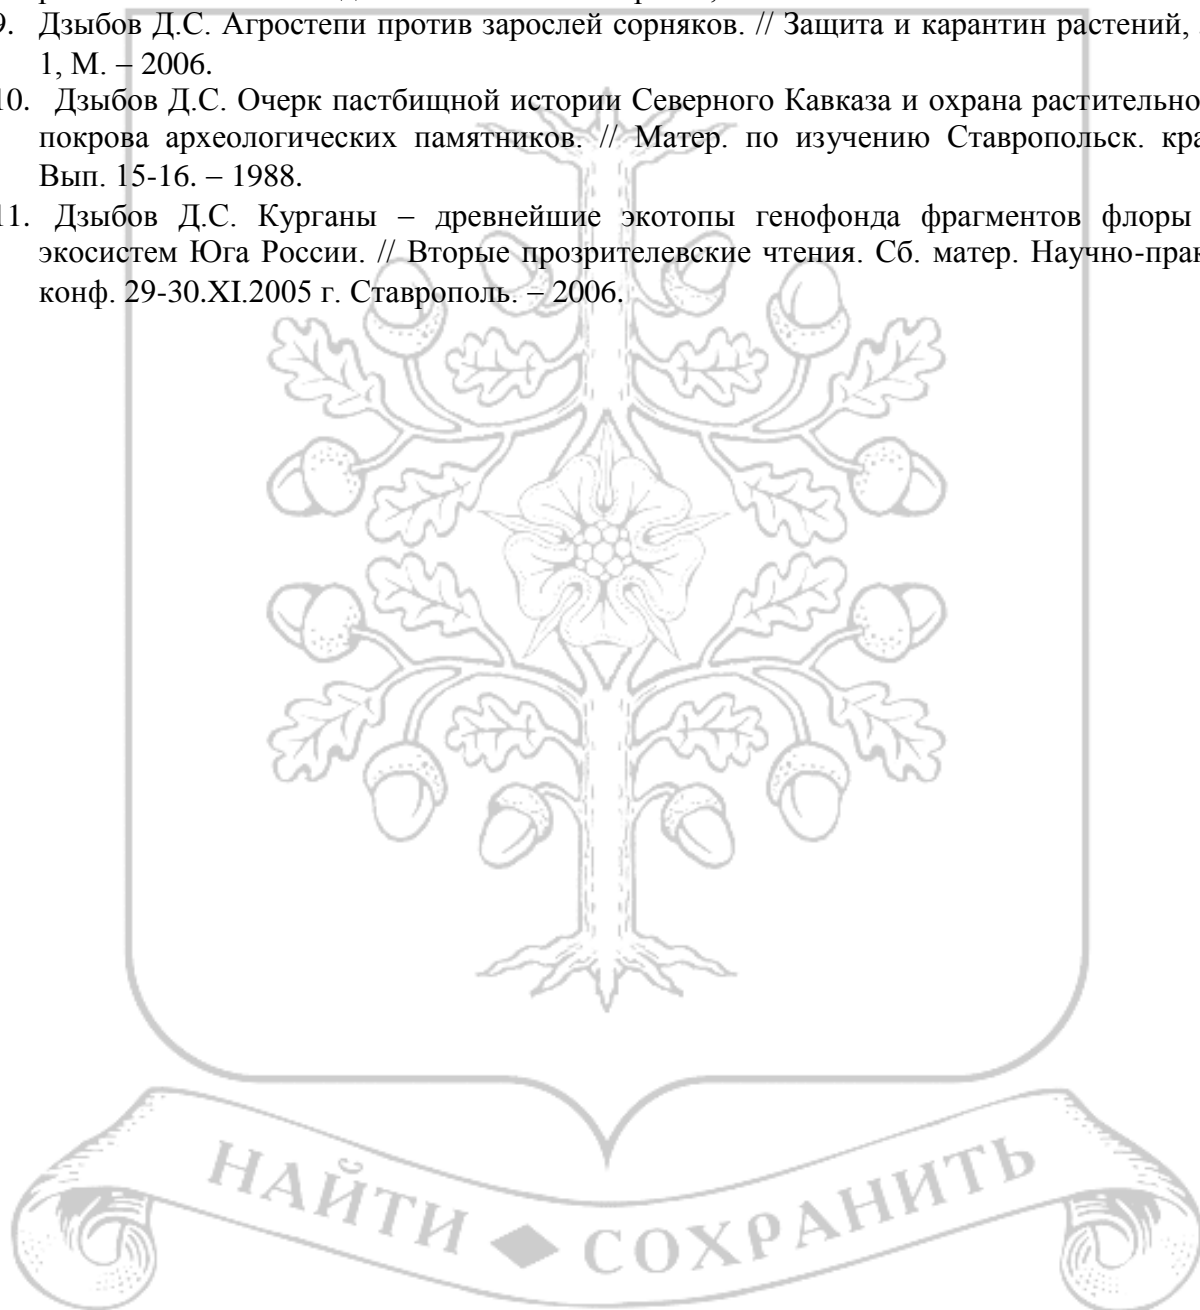 9. Дзыбов Д.С. Агростепи против зарослей сорняков. // Защита и карантин растений,
1, М. – 2006.
10. Дзыбов Д.С. Очерк пастбищной истории Северного Кавказа и охрана растительно
покрова археологических памятников. // Матер. по изучению Ставропольск. кра
Вып. 15-16. – 1988.
11. Дзыбов Д.С. Курганы – древнейшие экотопы генофонда фрагментов флоры
экосистем Юга России. // Вторые прозрителевские чтения. Сб. матер. Научно-прак
конф. 29-30.XI.2005 г. Ставрополь. – 2006.
НАЙТИ ◆ СОХРАНИТЬ